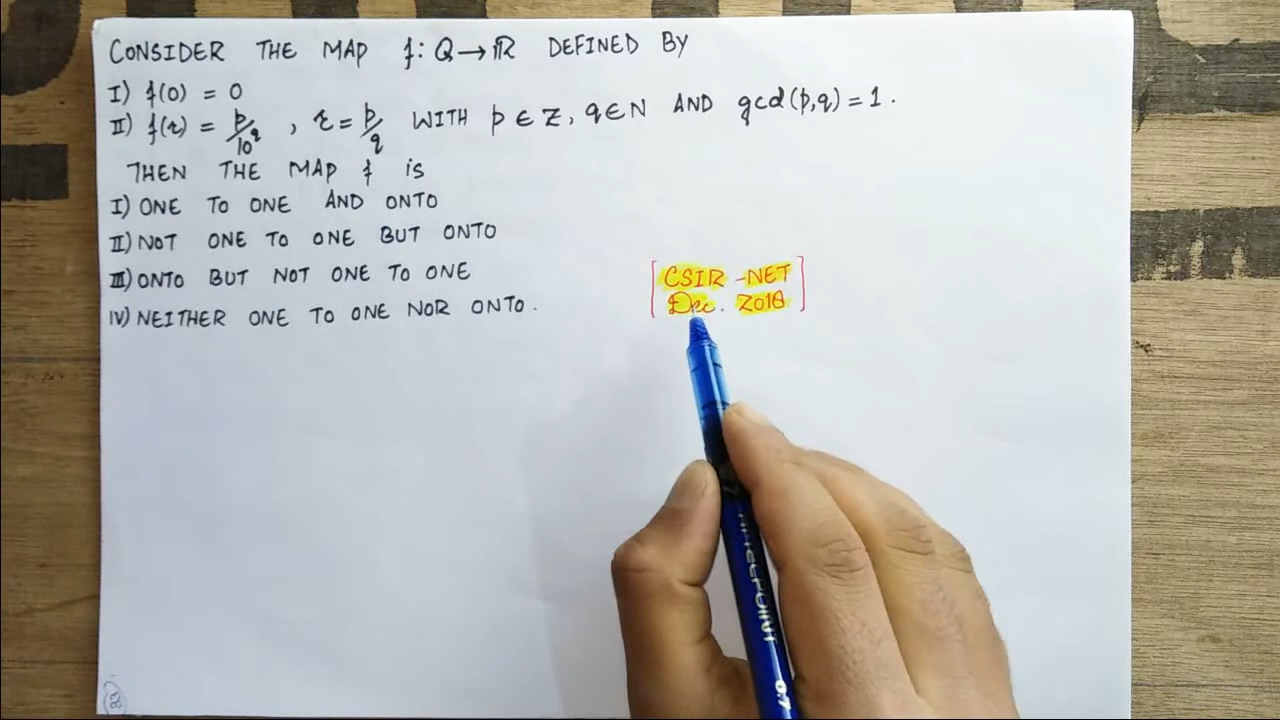 CONSIDER THE MAP f: Q→ℝ DEFINED BY
I) f(0) = 0
II) f(r) = p/10^q , r = p/q WITH p ∈ Z, q ∈ N AND gcd(p,q) = 1.
THEN THE MAP f is
I) ONE TO ONE AND ONTO
II) NOT ONE TO ONE BUT ONTO
III) ONTO BUT NOT ONE TO ONE
IV) NEITHER ONE TO ONE NOR ONTO.
[CSIR -NET
Dec. 2018]
0.7